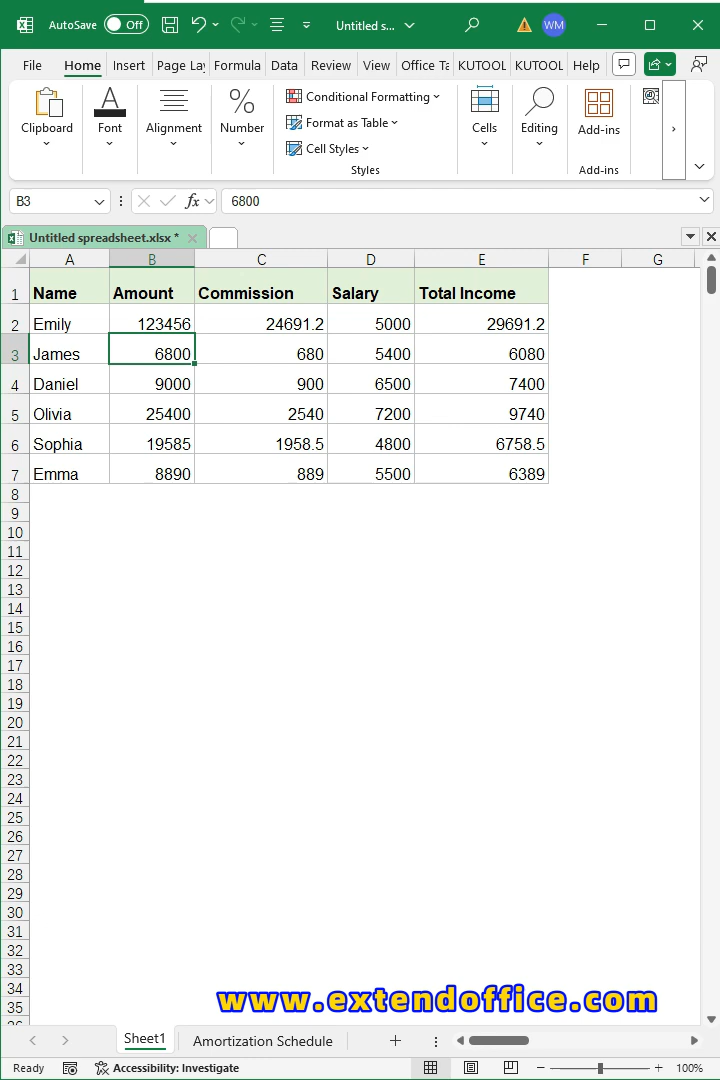 AutoSave Off Untitled s... WM
File Home Insert Page Lay Formula Data Review View Office Ta KUTOOL KUTOOL Help
Clipboard Font Alignment Number Conditional Formatting Format as Table Cell Styles Styles Cells Editing Add-ins Add-ins
B3 fx 6800
Untitled spreadsheet.xlsx *
A B C D E F G
1 Name Amount Commission Salary Total Income
2 Emily 123456 24691.2 5000 29691.2
3 James 6800 680 5400 6080
4 Daniel 9000 900 6500 7400
5 Olivia 25400 2540 7200 9740
6 Sophia 19585 1958.5 4800 6758.5
7 Emma 8890 889 5500 6389
8
9
10
11
12
13
14
15
16
17
18
19
20
21
22
23
24
25
26
27
28
29
30
31
32
33
34
www.extendoffice.com
35
Sheet1 Amortization Schedule
Ready Accessibility: Investigate 100%